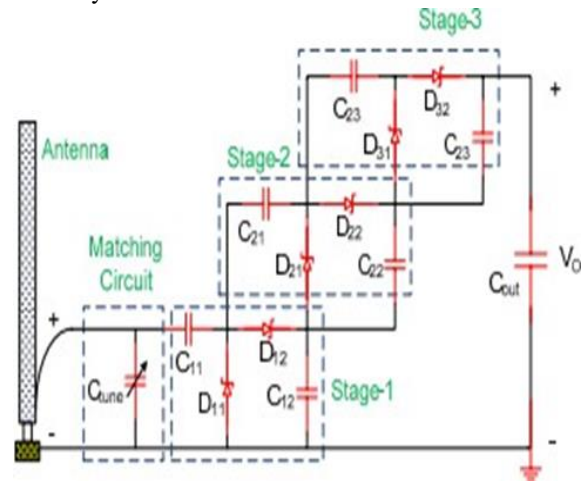 Stage-3
C23
D32
D31
C23
+
Antenna
Stage-2
C21
D22
D21
C22
Matching
Circuit
Cout
VO
+
C11
D12
Ctune
D11
C12
Stage-1
-
-